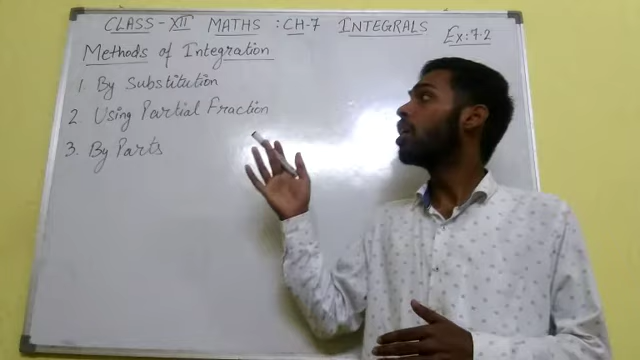 CLASS - XII MATHS : CH-7 INTEGRALS Ex: 7.2
Methods of Integration
1. By Substitution
2. Using Partial Fraction
3. By Parts